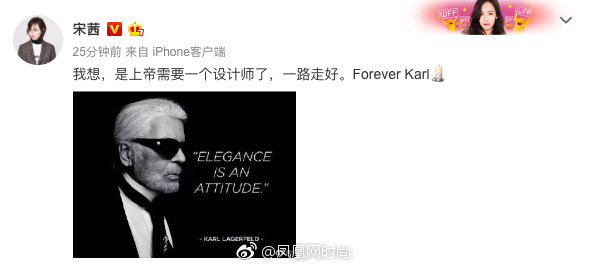 宋茜
25分钟前 来自 iPhone客户端
我想，是上帝需要一个设计师了，一路走好。Forever Karl🕯
“ELEGANCE
IS AN
ATTITUDE.”
- KARL LAGERFELD -
@凤凰网时尚